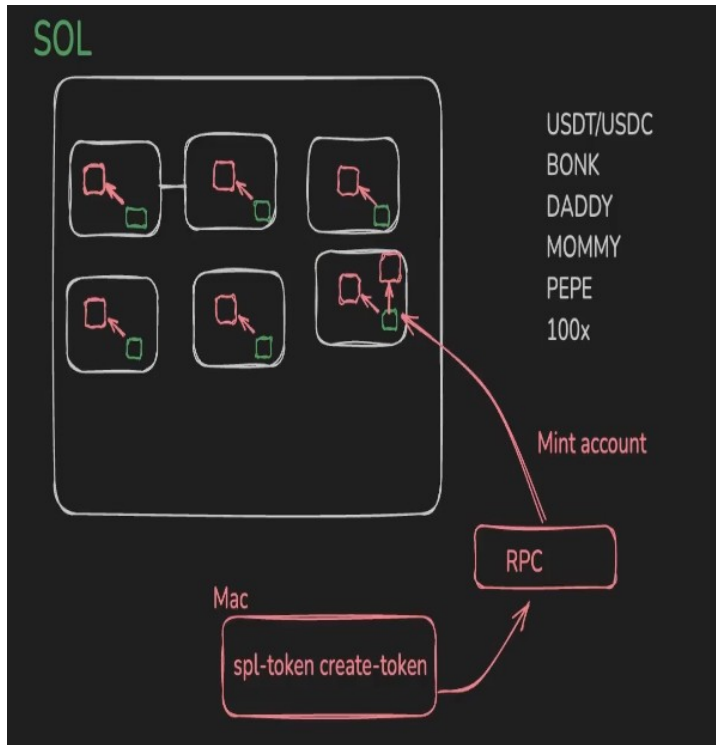 SOL
USDT/USDC
BONK
DADDY
MOMMY
PEPE
100x
Mint account
RPC
Mac
spl-token create-token